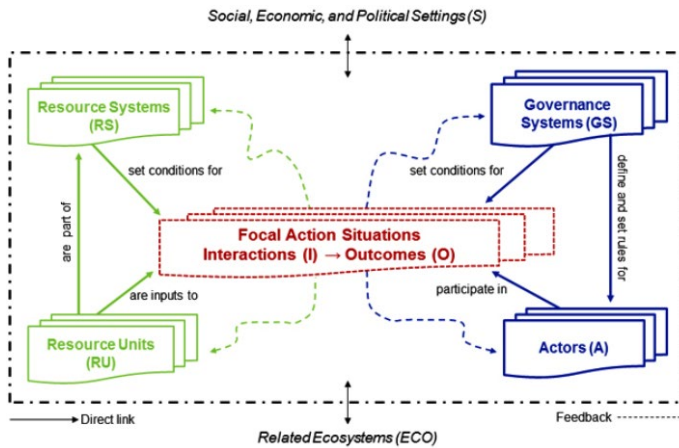 Social, Economic, and Political Settings (S)
Resource Systems
(RS)
Governance
Systems (GS)
set conditions for
set conditions for
are part of
define and set rules for
Focal Action Situations
Interactions (I) → Outcomes (O)
are inputs to
participate in
Resource Units
(RU)
Actors (A)
Direct link
Feedback
Related Ecosystems (ECO)